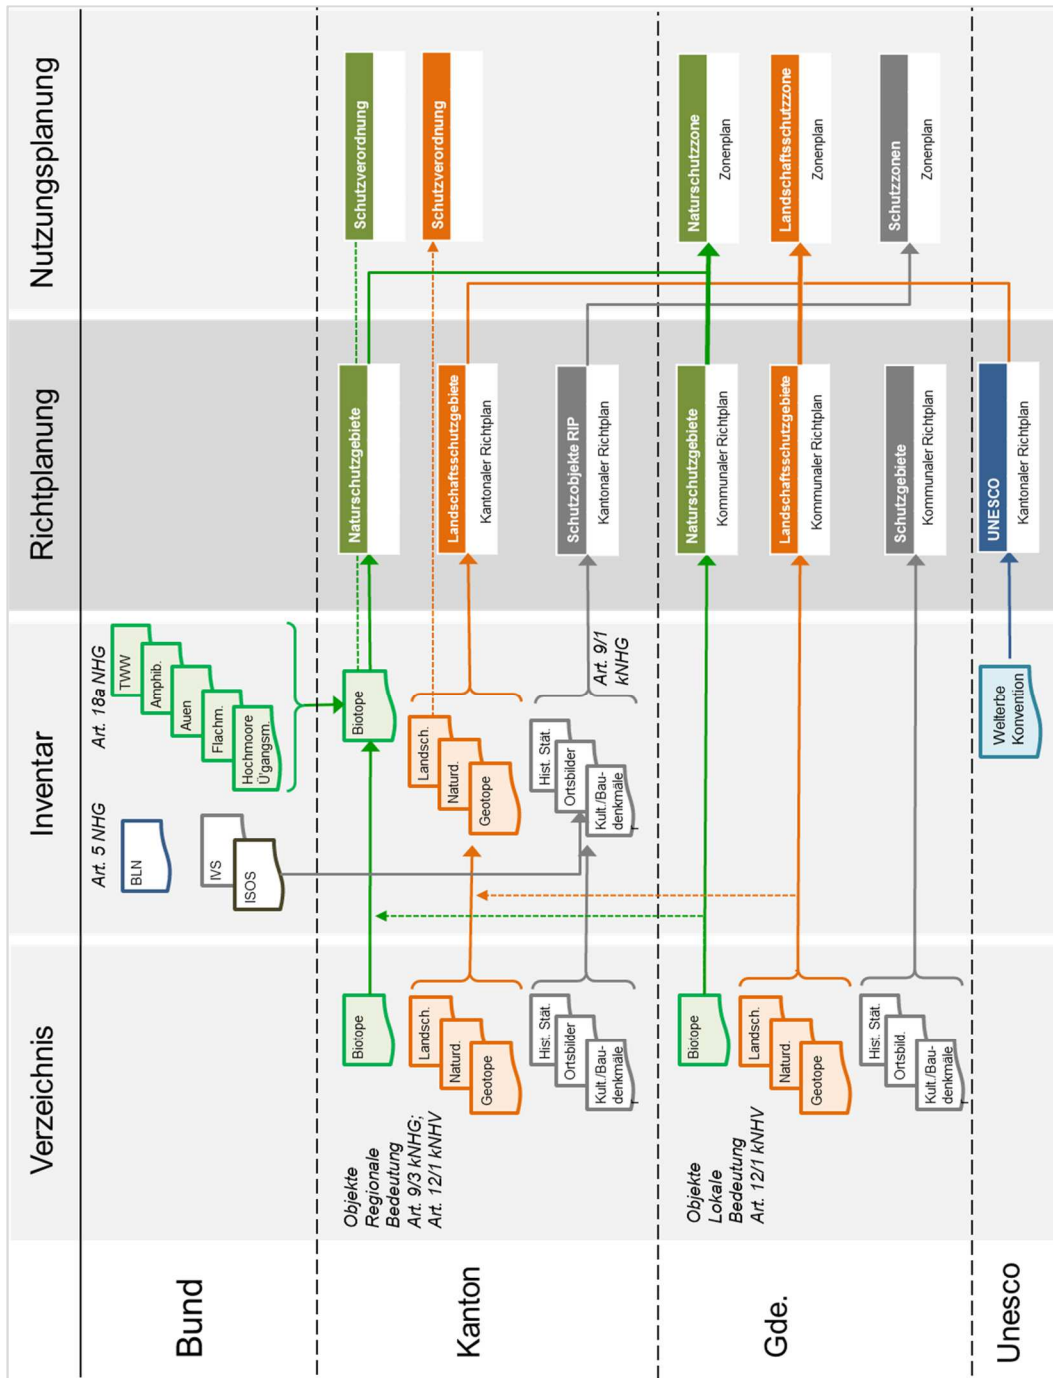 Verzeichnis
Inventar
Richtplanung
Nutzungsplanung
Bund
Art. 5 NHG
BLN
IVS
ISOS
Art. 18a NHG
TWW
Amphib.
Auen
Flachm.
Hochmoore
Ü'gangsm.
Kanton
Objekte
Regionale
Bedeutung
Art. 9/3 kNHG;
Art. 12/1 kNHV
Biotope
Landsch.
Naturd.
Geotope
Hist. Stät.
Ortsbilder
Kult./Bau-
denkmäle
Biotope
Landsch.
Naturd.
Geotope
Hist. Stät.
Ortsbilder
Kult./Bau-
denkmäle
Art. 9/1
kNHG
Naturschutzgebiete
Landschaftsschutzgebiete
Kantonaler Richtplan
Schutzobjekte RIP
Kantonaler Richtplan
Schutzverordnung
Schutzverordnung
Gde.
Objekte
Lokale
Bedeutung
Art. 12/1 kNHV
Biotope
Landsch.
Naturd.
Geotope
Hist. Stät.
Ortsbild.
Kult./Bau-
denkmäle
Naturschutzgebiete
Kommunaler Richtplan
Landschaftsschutzgebiete
Kommunaler Richtplan
Schutzgebiete
Kommunaler Richtplan
Naturschutzzone
Zonenplan
Landschaftsschutzzone
Zonenplan
Schutzzonen
Zonenplan
Unesco
Welterbe
Konvention
UNESCO
Kantonaler Richtplan